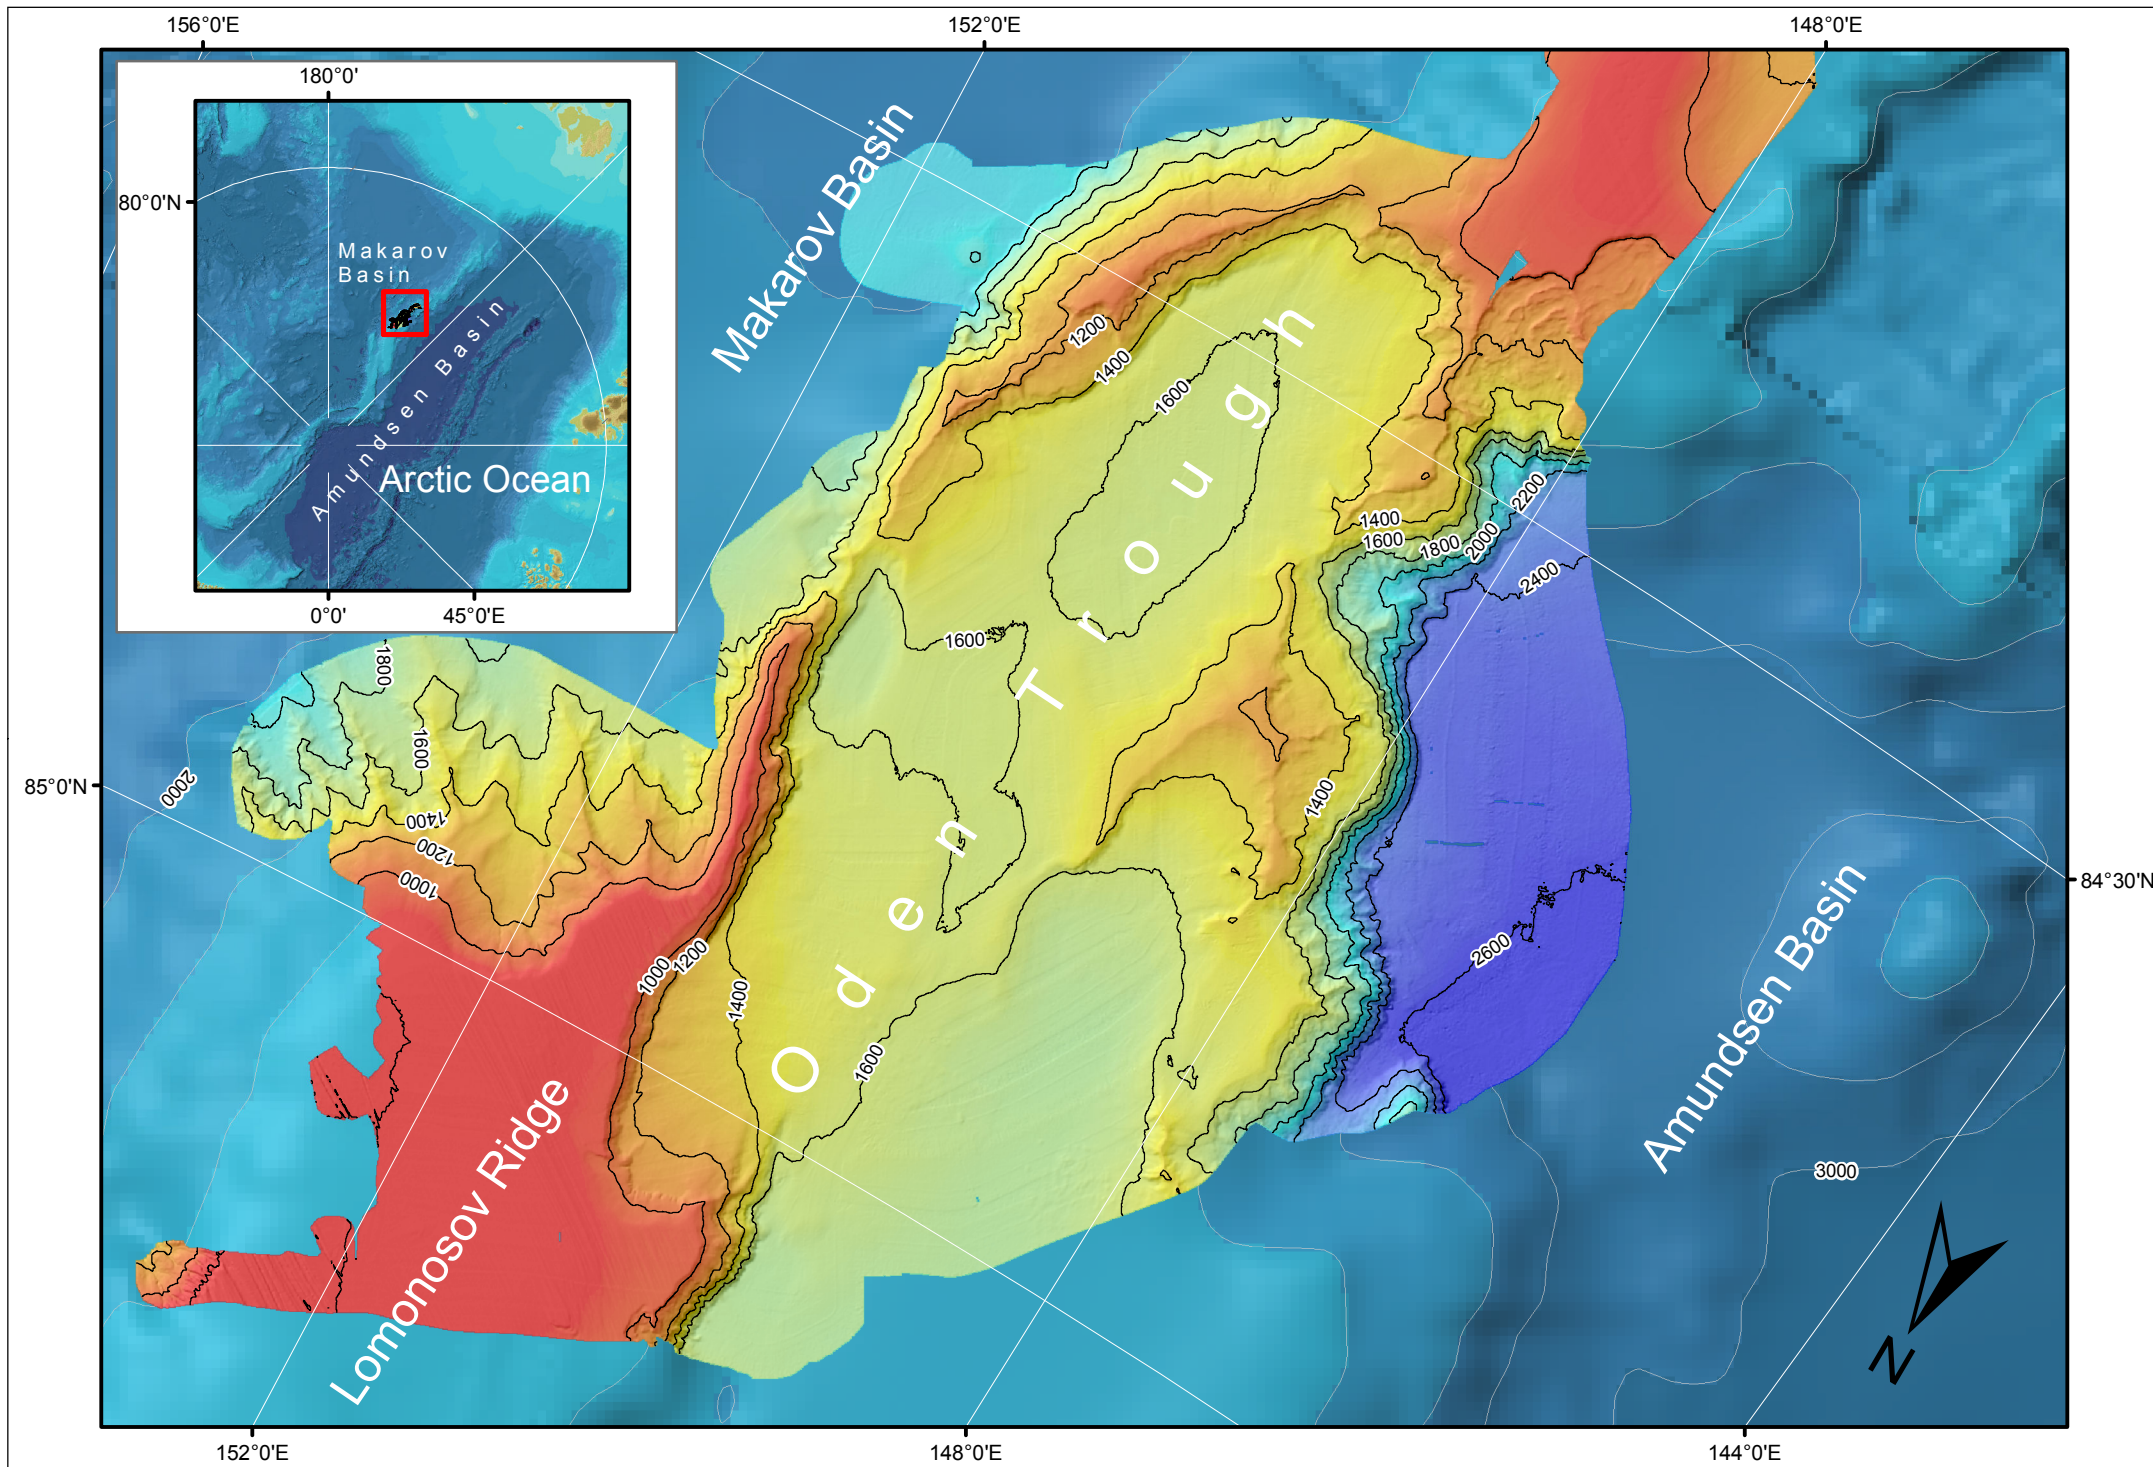 156°0'E
152°0'E
148°0'E
180°0'
80°0'N
Makarov
Basin
Amundsen Basin
Arctic Ocean
0°0'
45°0'E
Makarov Basin
1200
1400
1600
1400
1600
1800
2000
2200
2400
1600
1800
1600
2000
85°0'N
1400
1200
1000
1400
84°30'N
1000
1200
1400
1600
2600
Oden Trough
Lomonosov Ridge
Amundsen Basin
3000
N
152°0'E
148°0'E
144°0'E